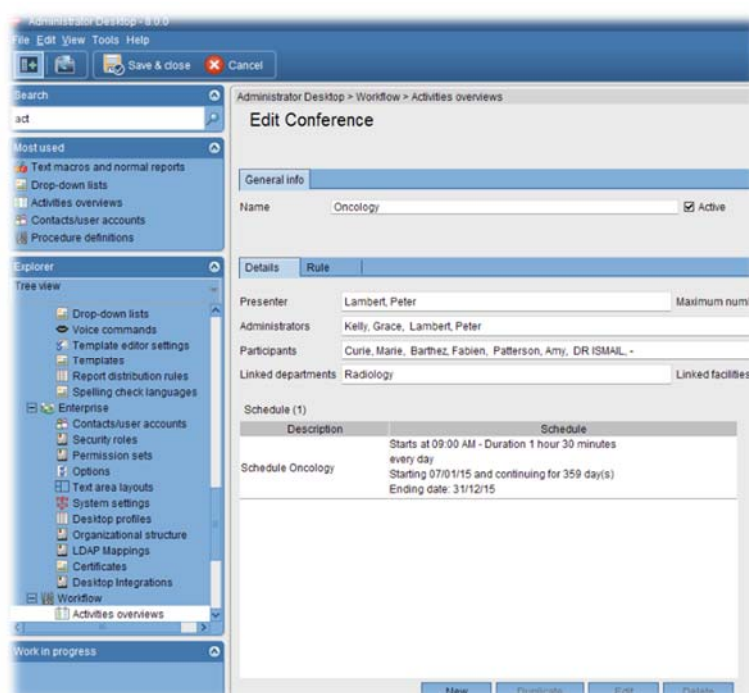 Administrator Desktop - 8.0.0
File Edit View Tools Help
Save & close Cancel
Search
act
Most used
Text macros and normal reports
Drop-down lists
Activities overviews
Contacts/user accounts
Procedure definitions
Explorer
Tree view
Drop-down lists
Voice commands
Template editor settings
Templates
Report distribution rules
Spelling check languages
Enterprise
Contacts/user accounts
Security roles
Permission sets
Options
Text area layouts
System settings
Desktop profiles
Organizational structure
LDAP Mappings
Certificates
Desktop Integrations
Workflow
Activities overviews
Work in progress
Administrator Desktop > Workflow > Activities overviews
Edit Conference
General info
Name Oncology Active
Details Rule
Presenter Lambert, Peter Maximum num
Administrators Kelly, Grace, Lambert, Peter
Participants Curie, Marie, Barthez, Fabien, Patterson, Amy, DR ISMAIL, -
Linked departments Radiology Linked facilities
Schedule (1)
Description Schedule
Schedule Oncology
Starts at 09:00 AM - Duration 1 hour 30 minutes
every day
Starting 07/01/15 and continuing for 359 day(s)
Ending date: 31/12/15
New Duplicate Edit Delete